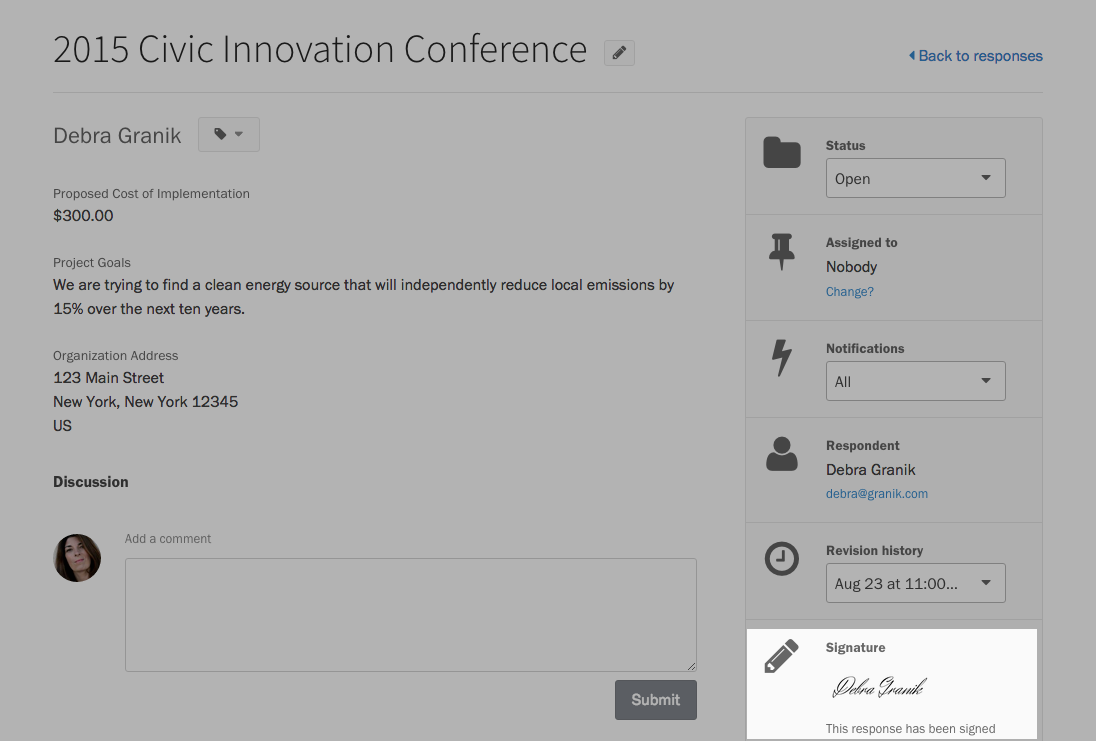 2015 Civic Innovation Conference
Back to responses
Debra Granik
Proposed Cost of Implementation
$300.00
Project Goals
We are trying to find a clean energy source that will independently reduce local emissions by
15% over the next ten years.
Organization Address
123 Main Street
New York, New York 12345
US
Discussion
Add a comment
Submit
Status
Open
Assigned to
Nobody
Change?
Notifications
All
Respondent
Debra Granik
debra@granik.com
Revision history
Aug 23 at 11:00...
Signature
Debra Granik
This response has been signed